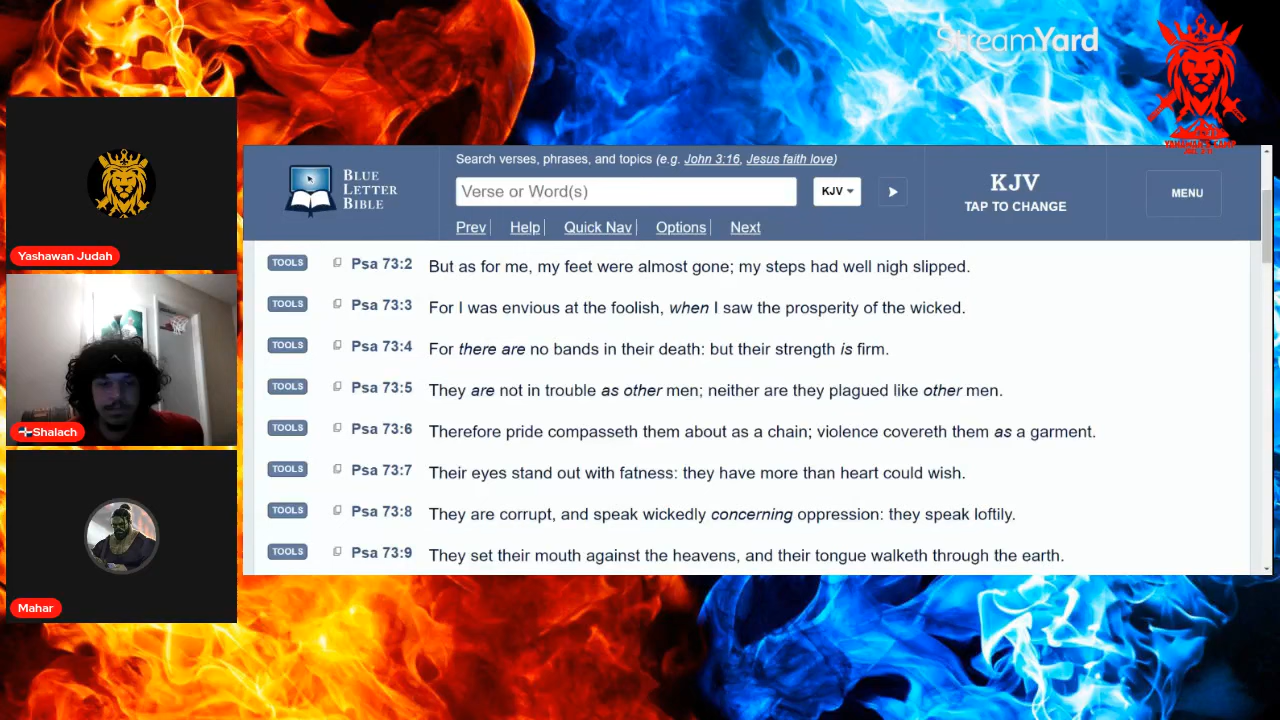 StreamYard
YAHAWAH'S CAMP
Yashawan Judah
Shalach
Mahar
BLUE
LETTER
BIBLE
Search verses, phrases, and topics (e.g. John 3:16, Jesus faith love)
Verse or Word(s)
KJV
Prev
Help
Quick Nav
Options
Next
KJV
TAP TO CHANGE
MENU
TOOLS Psa 73:2 But as for me, my feet were almost gone; my steps had well nigh slipped.
TOOLS Psa 73:3 For I was envious at the foolish, when I saw the prosperity of the wicked.
TOOLS Psa 73:4 For there are no bands in their death: but their strength is firm.
TOOLS Psa 73:5 They are not in trouble as other men; neither are they plagued like other men.
TOOLS Psa 73:6 Therefore pride compasseth them about as a chain; violence covereth them as a garment.
TOOLS Psa 73:7 Their eyes stand out with fatness: they have more than heart could wish.
TOOLS Psa 73:8 They are corrupt, and speak wickedly concerning oppression: they speak loftily.
TOOLS Psa 73:9 They set their mouth against the heavens, and their tongue walketh through the earth.